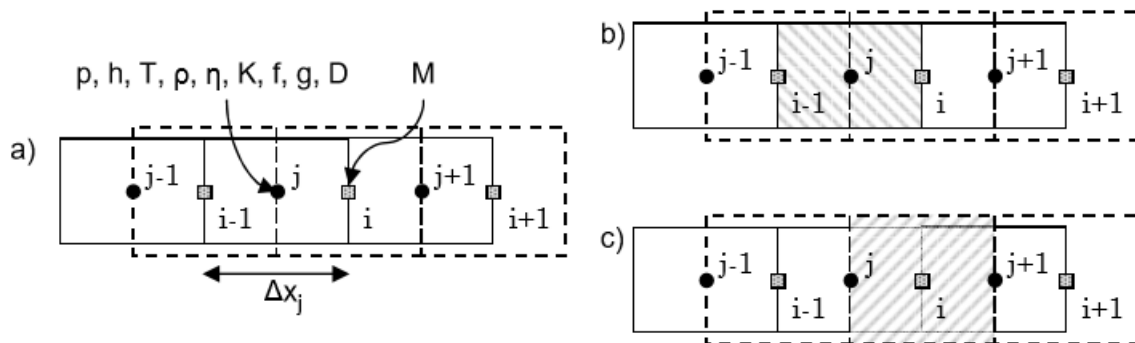 a)
p, h, T, ρ, η, K, f, g, D
M
j-1
j
j+1
i-1
i
i+1
Δxj
b)
j-1
j
j+1
i-1
i
i+1
c)
j-1
j
j+1
i-1
i
i+1